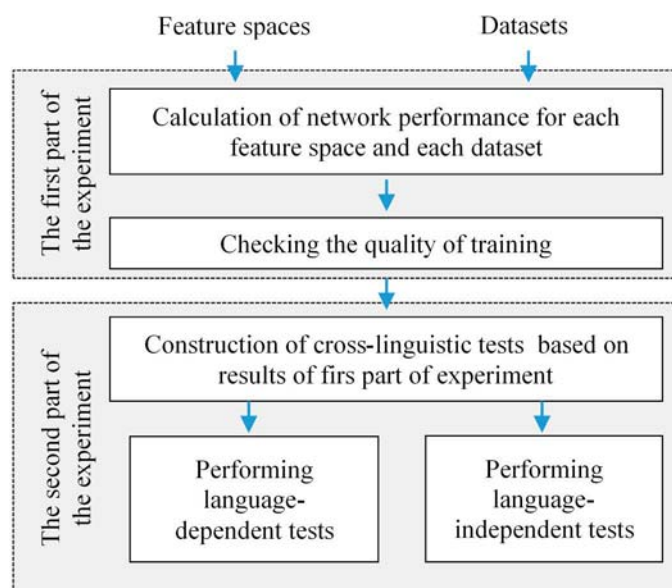 Feature spaces
Datasets
The first part of
the experiment
Calculation of network performance for each
feature space and each dataset
Checking the quality of training
The second part of
the experiment
Construction of cross-linguistic tests based on
results of firs part of experiment
Performing
language-
dependent tests
Performing
language-
independent tests